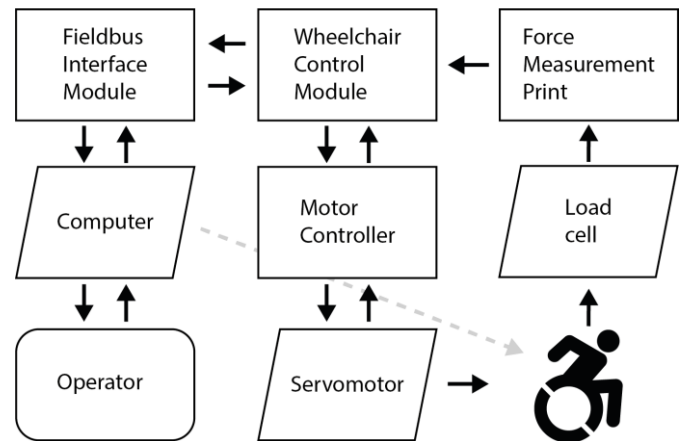 Fieldbus
Interface
Module
Wheelchair
Control
Module
Force
Measurement
Print
Computer
Motor
Controller
Load
cell
Operator
Servomotor